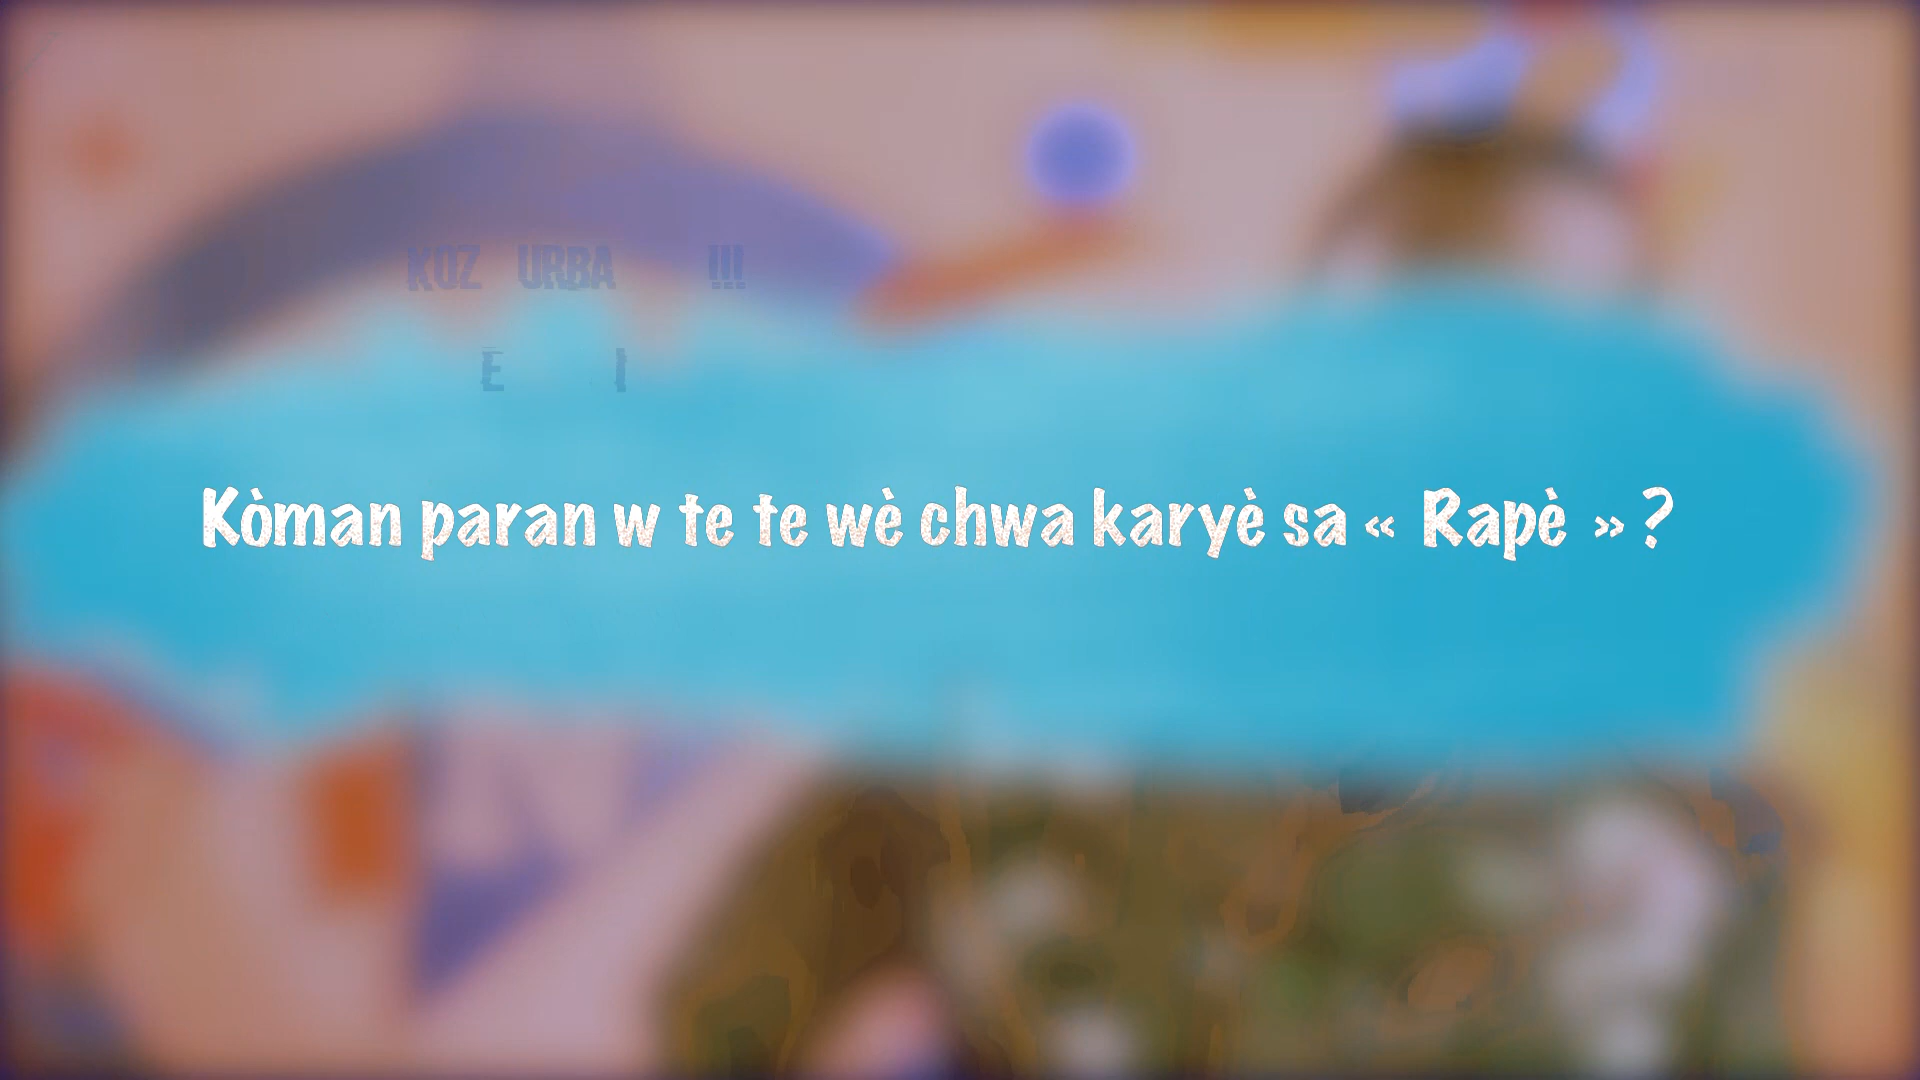 KOZ URBA !!!
E I
Kòman paran w te te wè chwa karyè sa « Rapè » ?